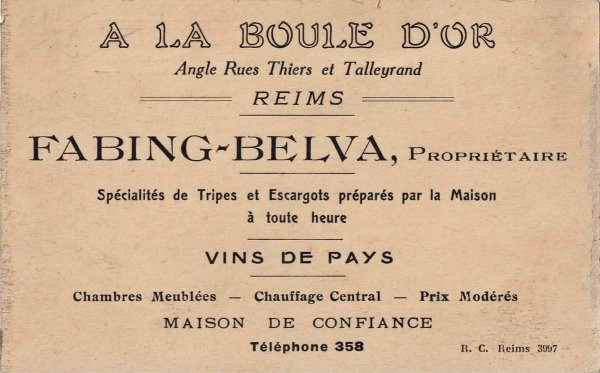 A LA BOULE D'OR
Angle Rues Thiers et Talleyrand
REIMS
FABING-BELVA, PROPRIÉTAIRE
Spécialités de Tripes et Escargots préparés par la Maison
à toute heure
VINS DE PAYS
Chambres Meublées — Chauffage Central — Prix Modérés
MAISON DE CONFIANCE
Téléphone 358
R. C. Reims 3997